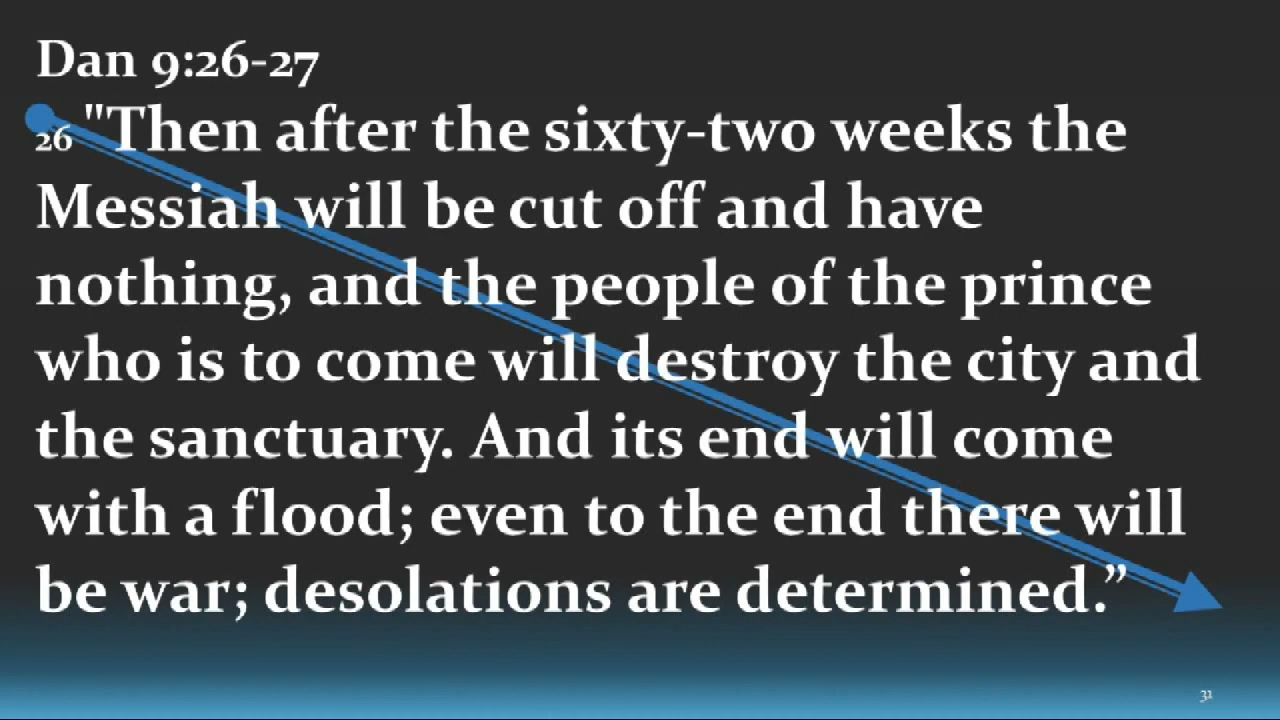 Dan 9:26-27
26 "Then after the sixty-two weeks the
Messiah will be cut off and have
nothing, and the people of the prince
who is to come will destroy the city and
the sanctuary. And its end will come
with a flood; even to the end there will
be war; desolations are determined.”
31